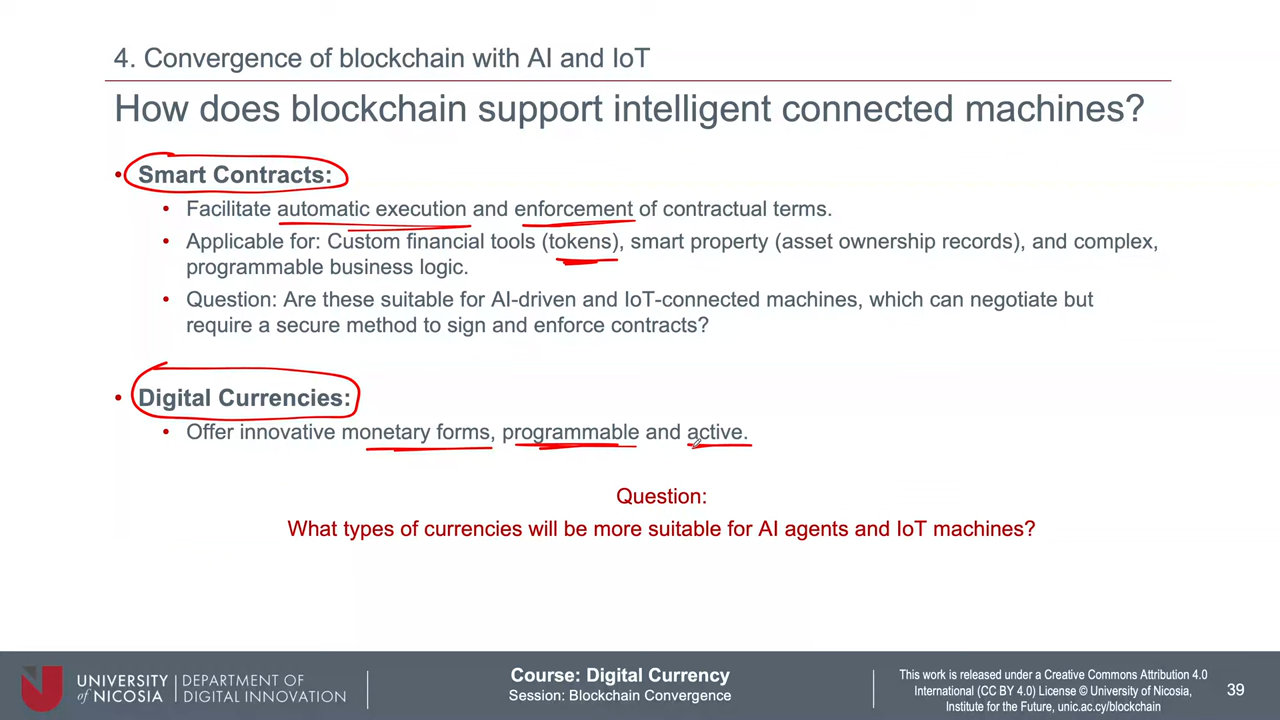 4. Convergence of blockchain with AI and IoT
How does blockchain support intelligent connected machines?
• Smart Contracts:
• Facilitate automatic execution and enforcement of contractual terms.
• Applicable for: Custom financial tools (tokens), smart property (asset ownership records), and complex,
programmable business logic.
• Question: Are these suitable for AI-driven and IoT-connected machines, which can negotiate but
require a secure method to sign and enforce contracts?
• Digital Currencies:
• Offer innovative monetary forms, programmable and active.
Question:
What types of currencies will be more suitable for AI agents and IoT machines?
UNIVERSITY
of NICOSIA
DEPARTMENT OF
DIGITAL INNOVATION
Course: Digital Currency
Session: Blockchain Convergence
This work is released under a Creative Commons Attribution 4.0
International (CC BY 4.0) License © University of Nicosia,
Institute for the Future, unic.ac.cy/blockchain
39